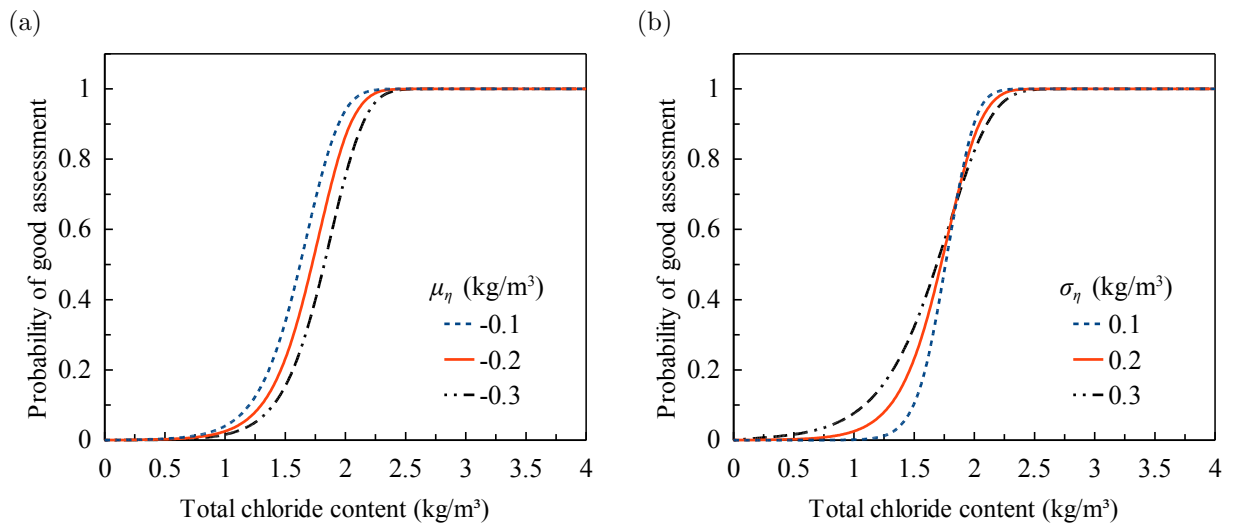 (a)
Probability of good assessment
1
0.8
0.6
0.4
0.2
0
0 0.5 1 1.5 2 2.5 3 3.5 4
Total chloride content (kg/m³)
μη (kg/m³)
-0.1
-0.2
-0.3
(b)
Probability of good assessment
1
0.8
0.6
0.4
0.2
0
0 0.5 1 1.5 2 2.5 3 3.5 4
Total chloride content (kg/m³)
ση (kg/m³)
0.1
0.2
0.3